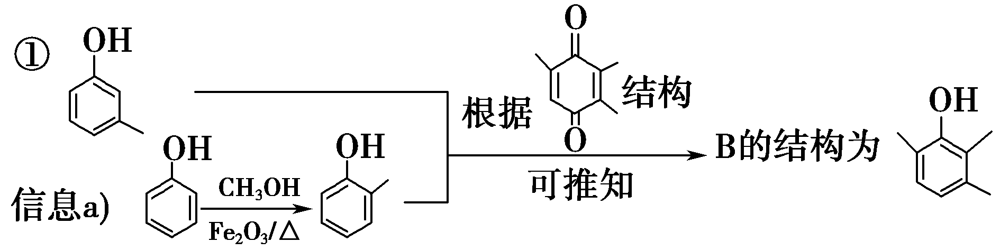 ① OH
O
根据 结构
O
可推知
B的结构为 OH
信息a) OH
CH₃OH
Fe₂O₃/△
OH